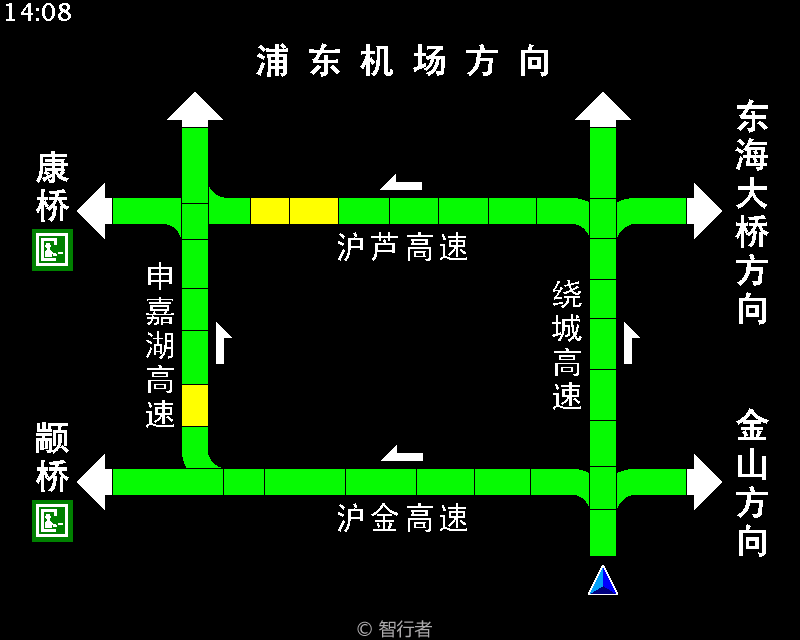 14:08
浦东机场方向
东海大桥方向
康桥
沪芦高速
申嘉湖高速
绕城高速
金山方向
颛桥
沪金高速
© 智行者